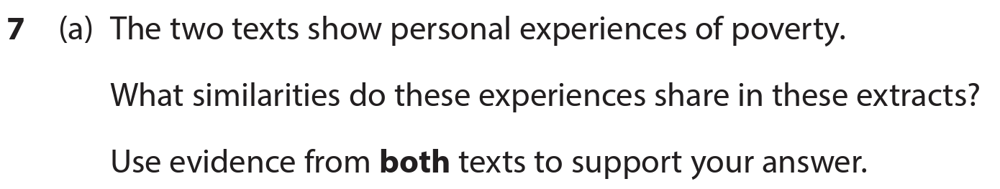 7 (a) The two texts show personal experiences of poverty.
What similarities do these experiences share in these extracts?
Use evidence from both texts to support your answer.